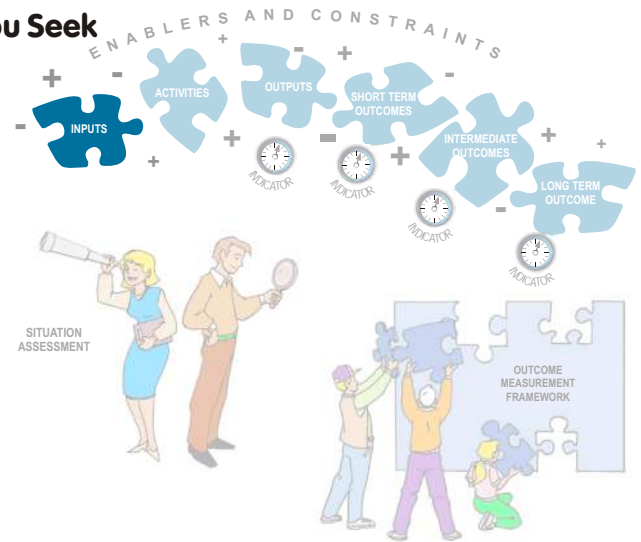 ou Seek
ENABLERS AND CONSTRAINTS
INPUTS
ACTIVITIES
OUTPUTS
SHORT TERM
OUTCOMES
INTERMEDIATE
OUTCOMES
LONG TERM
OUTCOME
INDICATOR
INDICATOR
INDICATOR
INDICATOR
SITUATION
ASSESSMENT
OUTCOME
MEASUREMENT
FRAMEWORK